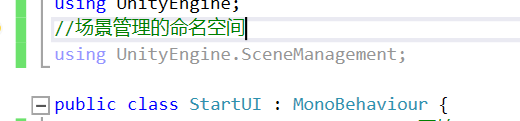 using UnityEngine;
//场景管理的命名空间
using UnityEngine.SceneManagement;
public class StartUI : MonoBehaviour {